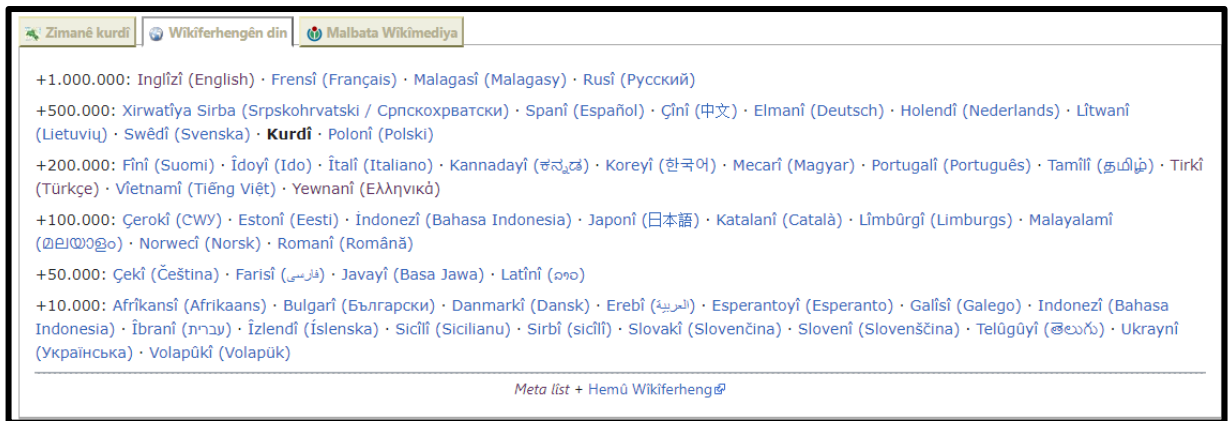 Zimanê kurdî Wîkîferhengên din Malbata Wîkîmediya
+1.000.000: Inglîzî (English) · Frensî (Français) · Malagasî (Malagasy) · Rusî (Русский)
+500.000: Xirwatîya Sirba (Srpskohrvatski / Српскохрватски) · Spanî (Español) · Çînî (中文) · Elmanî (Deutsch) · Holendî (Nederlands) · Lîtwanî
(Lietuvių) · Swêdî (Svenska) · Kurdî · Polonî (Polski)
+200.000: Fînî (Suomi) · Îdoyî (Ido) · Îtalî (Italiano) · Kannadayî (ಕನ್ನಡ) · Koreyî (한국어) · Mecarî (Magyar) · Portugalî (Português) · Tamîlî (தமிழ்) · Tirkî
(Türkçe) · Vîetnamî (Tiếng Việt) · Yewnanî (Ελληνικά)
+100.000: Çerokî (ᏣᎳᎩ) · Estonî (Eesti) · İndonezî (Bahasa Indonesia) · Japonî (日本語) · Katalanî (Català) · Lîmbûrgî (Limburgs) · Malayalamî
(മലയാളം) · Norwecî (Norsk) · Romanî (Română)
+50.000: Çekî (Čeština) · Farisî (فارسی) · Javayî (Basa Jawa) · Latînî (ລາວ)
+10.000: Afrîkansî (Afrikaans) · Bulgarî (Български) · Danmarkî (Dansk) · Erebî (العربية) · Esperantoyî (Esperanto) · Galîsî (Galego) · Indonezî (Bahasa
Indonesia) · Îbranî (עברית) · Îzlendî (Íslenska) · Sicîlî (Sicilianu) · Sirbî (sicîlî) · Slovakî (Slovenčina) · Slovenî (Slovenščina) · Telûgûyî (తెలుగు) · Ukraynî
(Українська) · Volapûkî (Volapük)
Meta lîst + Hemû Wîkîferheng